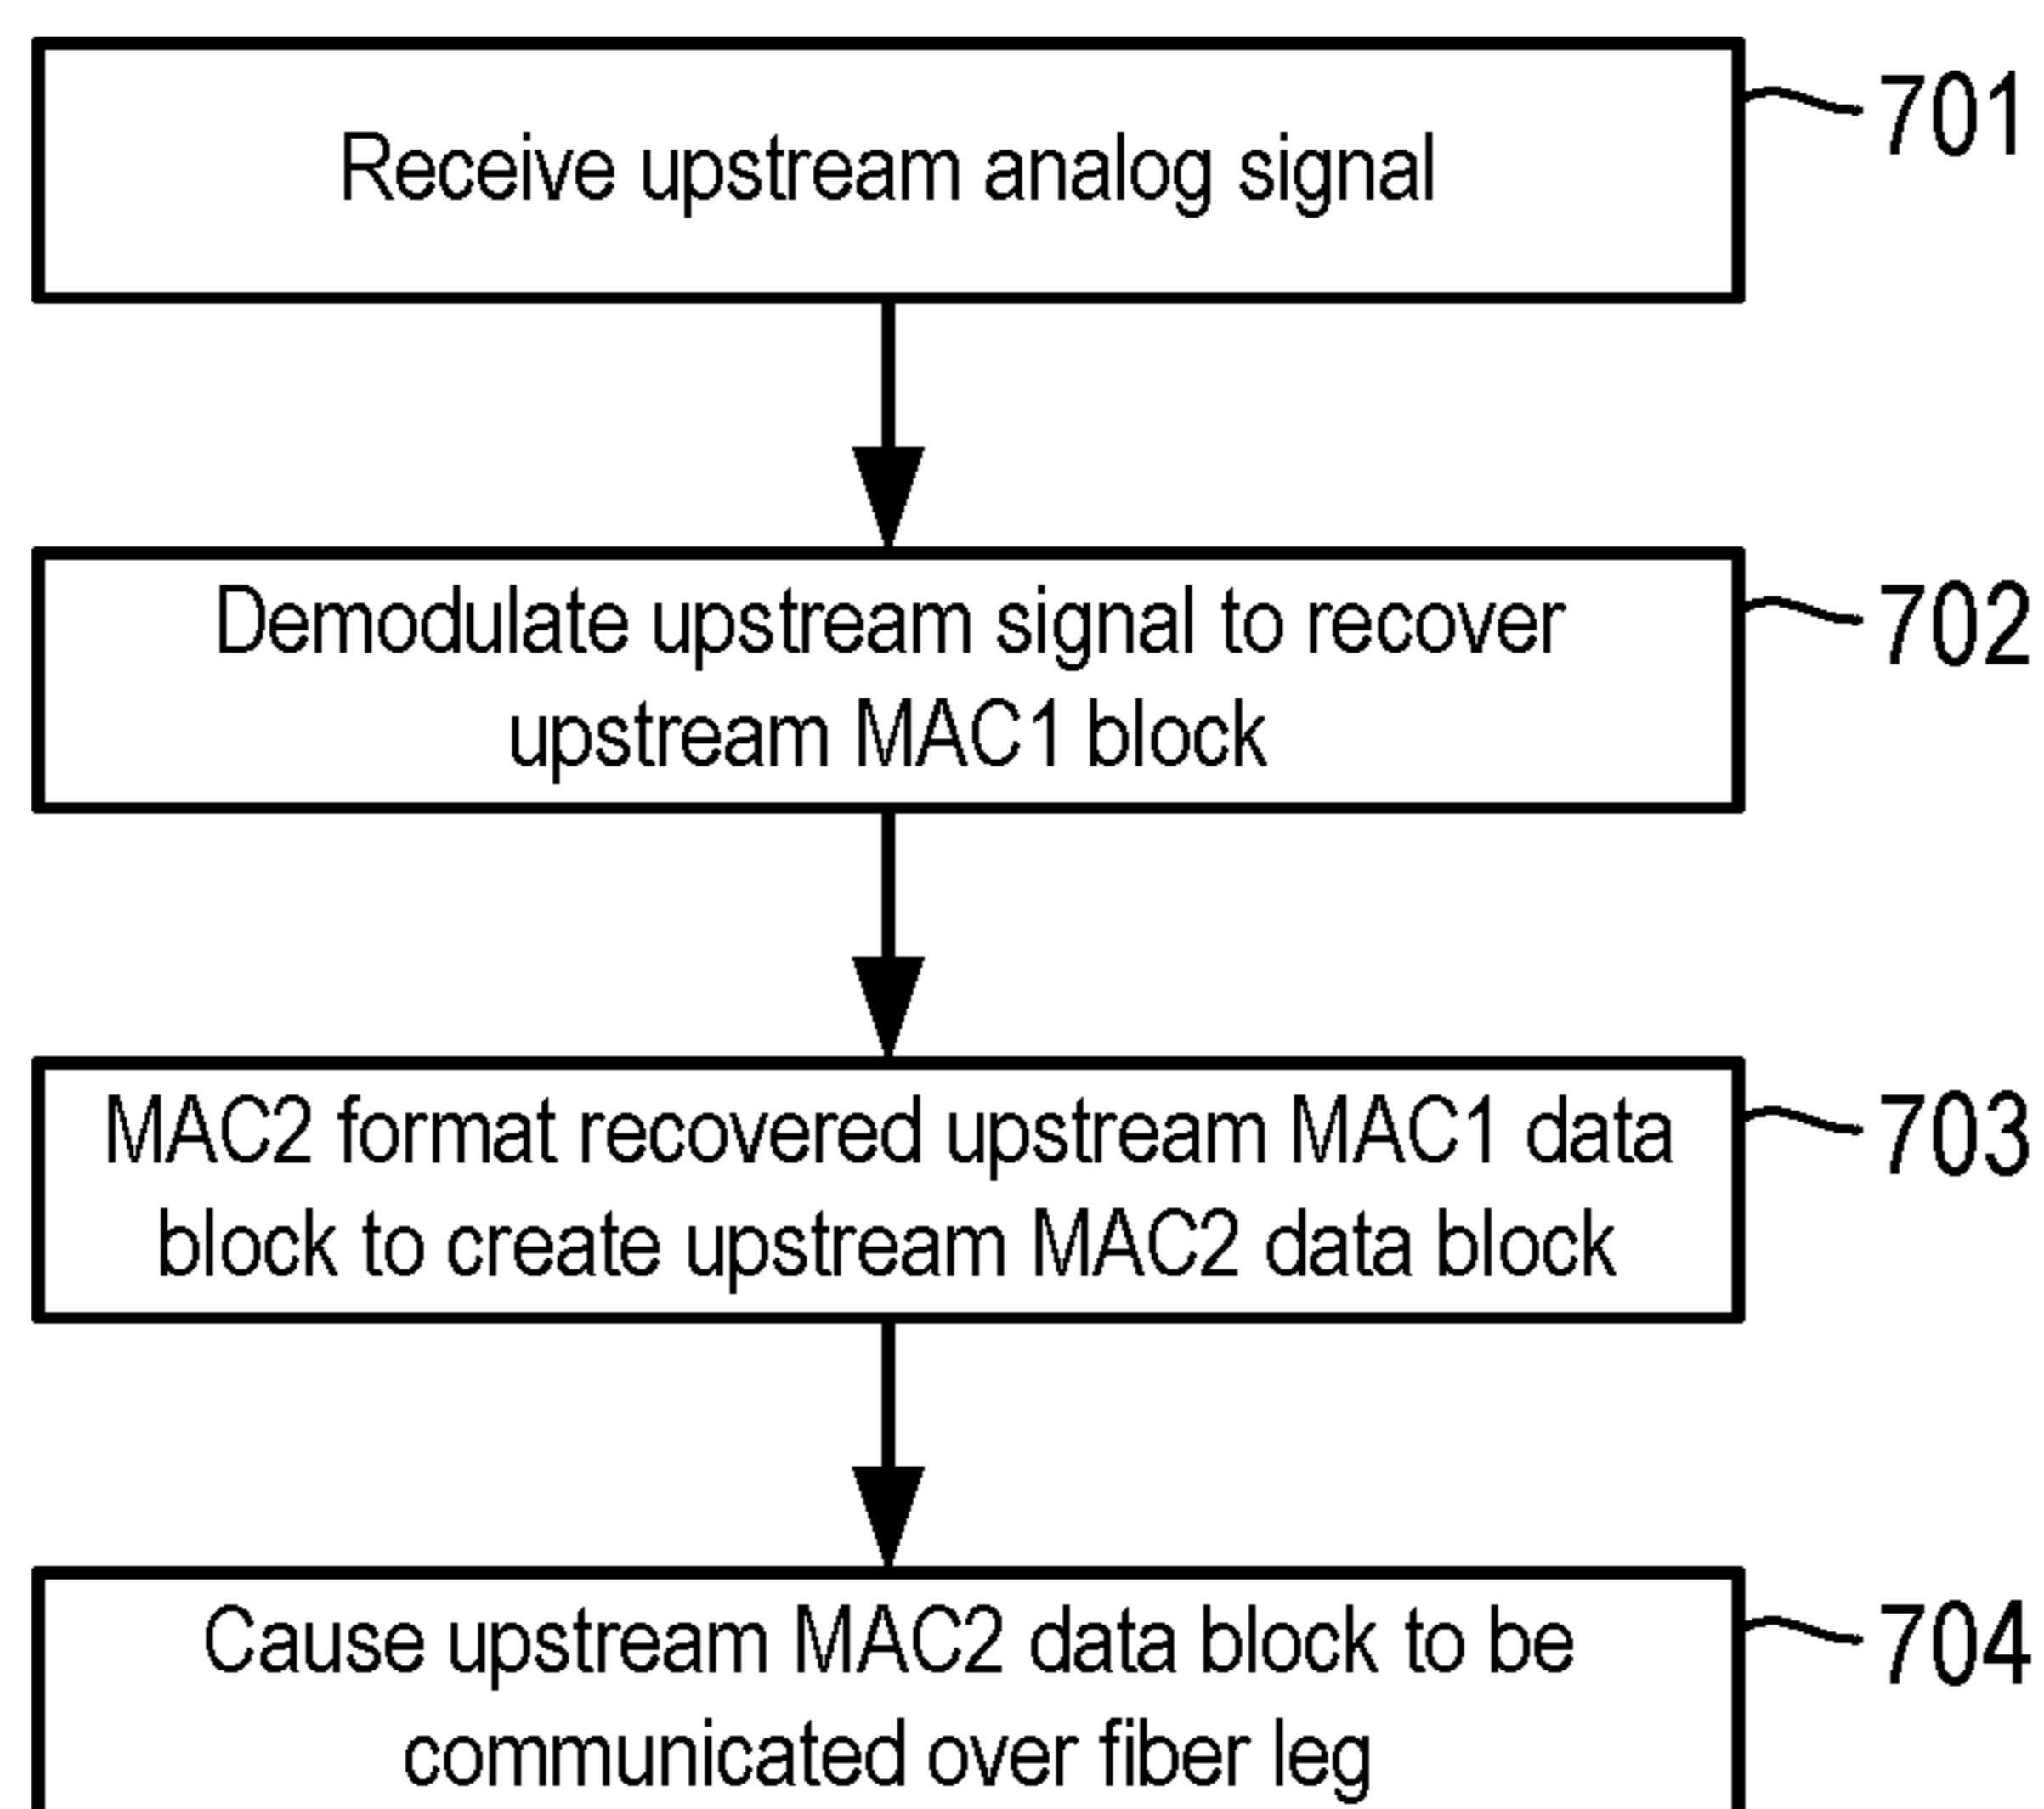 Receive upstream analog signal
701
Demodulate upstream signal to recover
upstream MAC1 block
702
MAC2 format recovered upstream MAC1 data
block to create upstream MAC2 data block
703
Cause upstream MAC2 data block to be
communicated over fiber leg
704